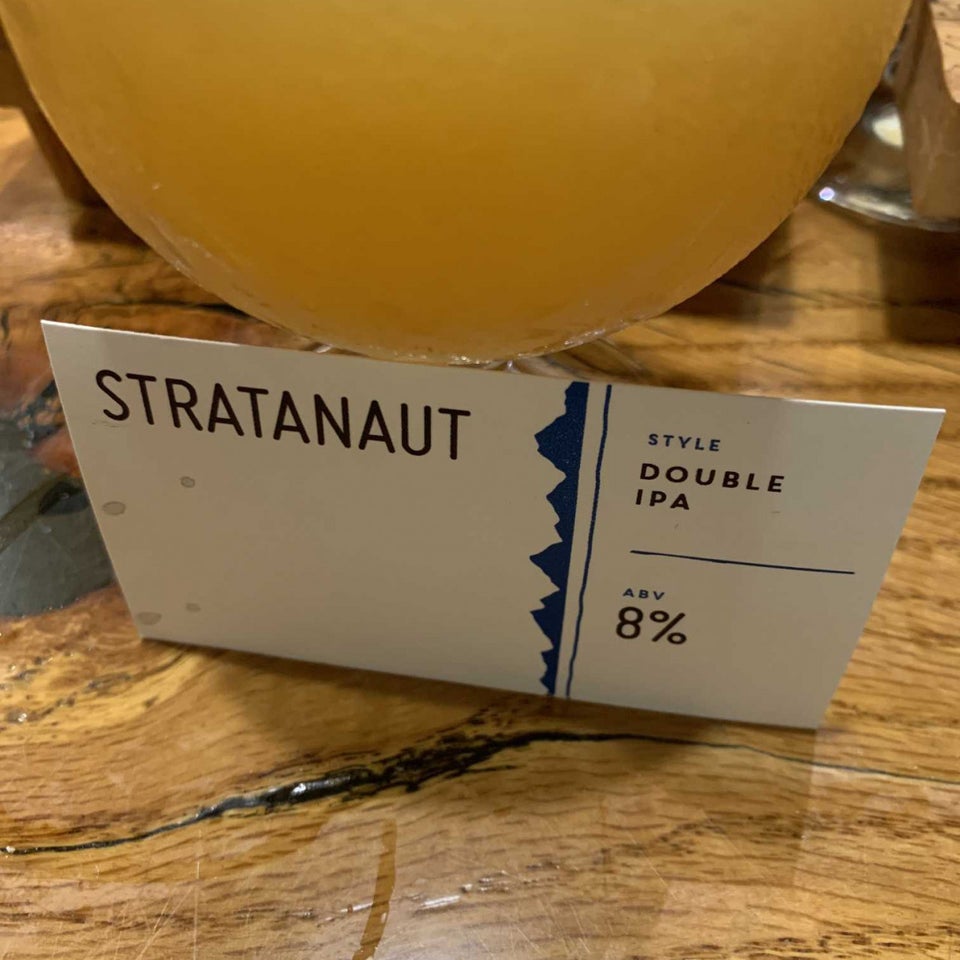 STRATANAUT
STYLE
DOUBLE
IPA
ABV
8%